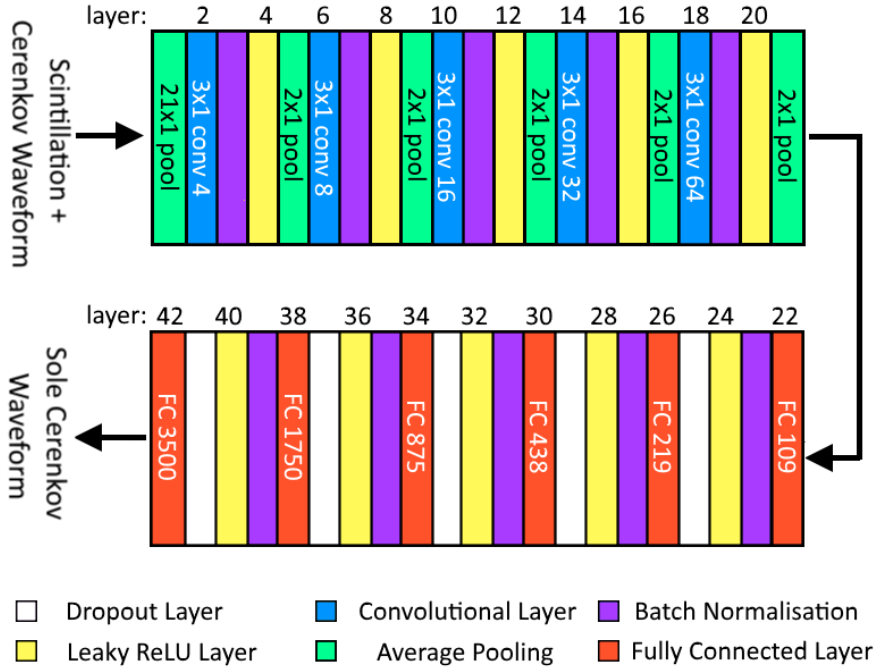 layer: 2 4 6 8 10 12 14 16 18 20
Scintillation +
Cerenkov Waveform
21x1 pool
3x1 conv 4
2x1 pool
3x1 conv 8
2x1 pool
3x1 conv 16
2x1 pool
3x1 conv 32
2x1 pool
3x1 conv 64
2x1 pool
layer: 42 40 38 36 34 32 30 28 26 24 22
Sole Cerenkov
Waveform
FC 3500
FC 1750
FC 875
FC 438
FC 219
FC 109
Dropout Layer
Convolutional Layer
Batch Normalisation
Leaky ReLU Layer
Average Pooling
Fully Connected Layer